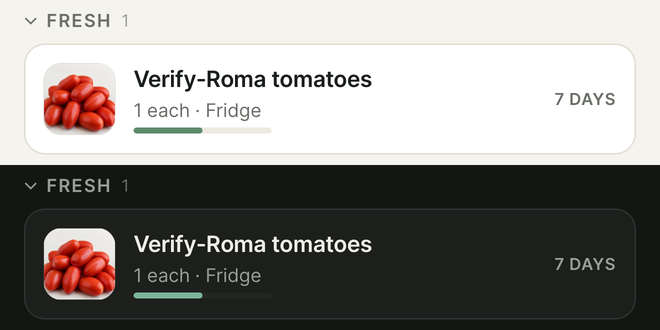 FRESH 1
Verify-Roma tomatoes
1 each · Fridge
7 DAYS
FRESH 1
Verify-Roma tomatoes
1 each · Fridge
7 DAYS